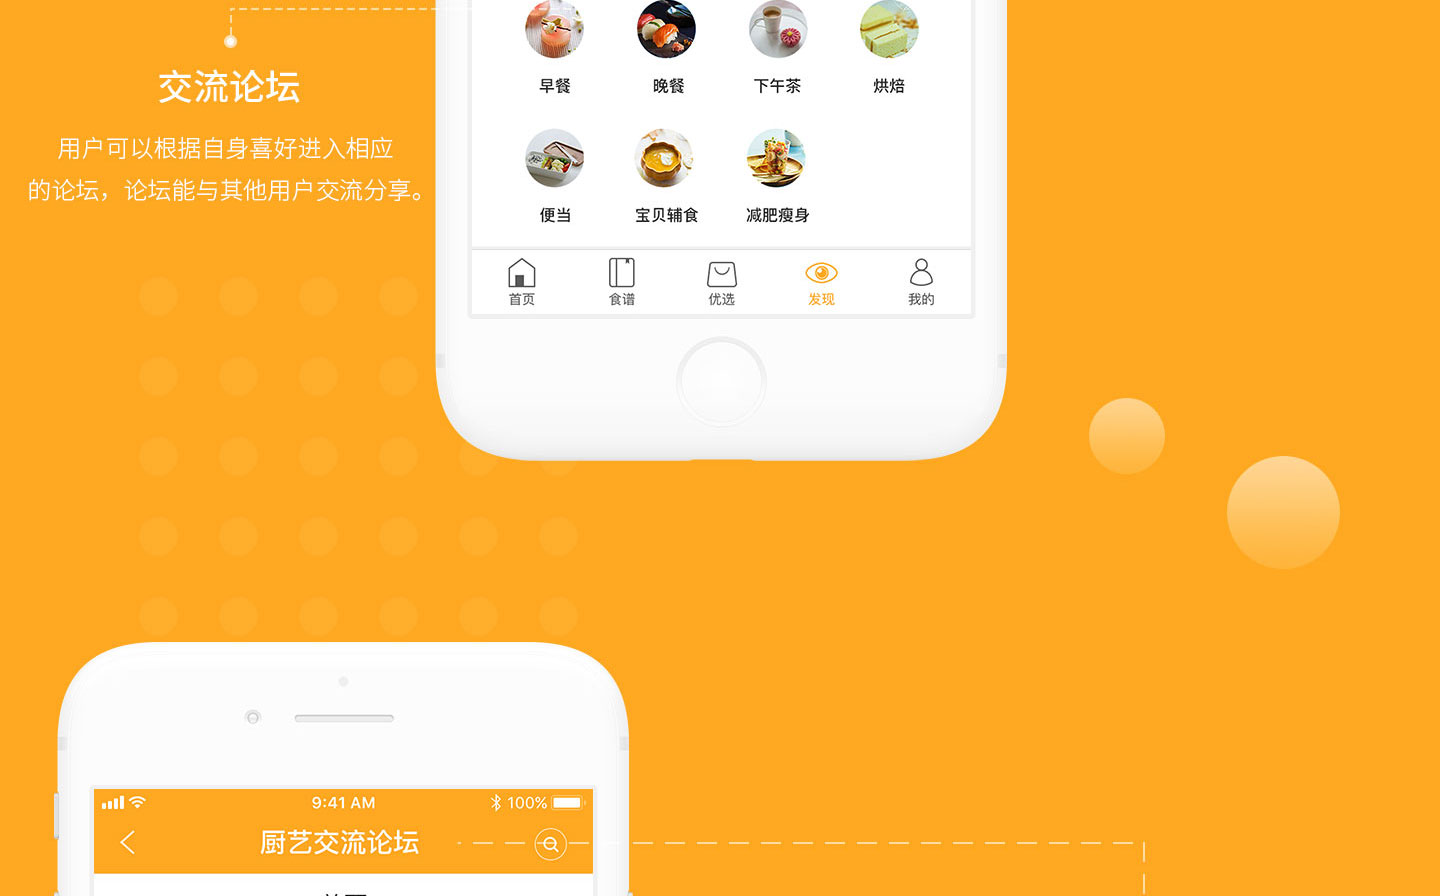 交流论坛
用户可以根据自身喜好进入相应
的论坛，论坛能与其他用户交流分享。
早餐 晚餐 下午茶 烘焙
便当 宝贝辅食 减肥瘦身
首页 食谱 优选 发现 我的
9:41 AM 100%
厨艺交流论坛